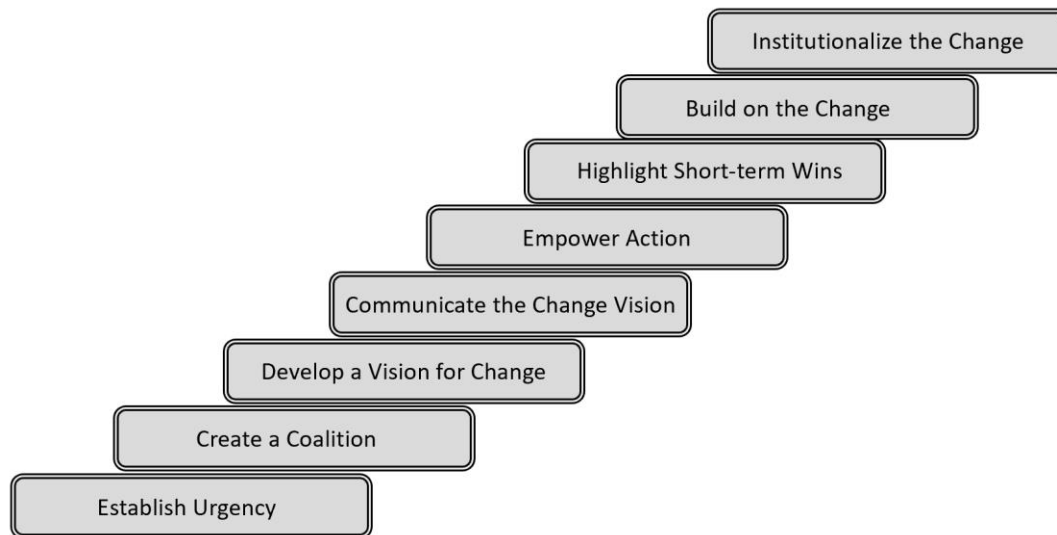 Institutionalize the Change
Build on the Change
Highlight Short-term Wins
Empower Action
Communicate the Change Vision
Develop a Vision for Change
Create a Coalition
Establish Urgency